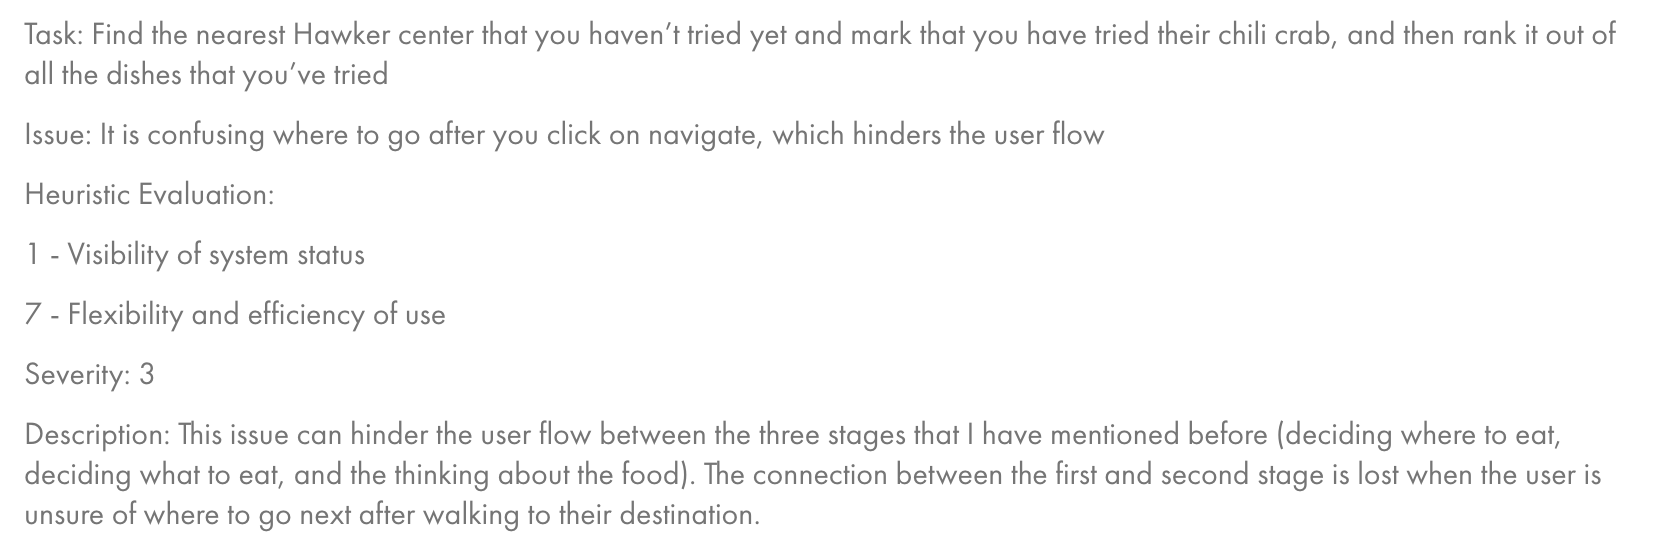 Task: Find the nearest Hawker center that you haven’t tried yet and mark that you have tried their chili crab, and then rank it out of
all the dishes that you’ve tried
Issue: It is confusing where to go after you click on navigate, which hinders the user flow
Heuristic Evaluation:
1 - Visibility of system status
7 - Flexibility and efficiency of use
Severity: 3
Description: This issue can hinder the user flow between the three stages that I have mentioned before (deciding where to eat,
deciding what to eat, and the thinking about the food). The connection between the first and second stage is lost when the user is
unsure of where to go next after walking to their destination.